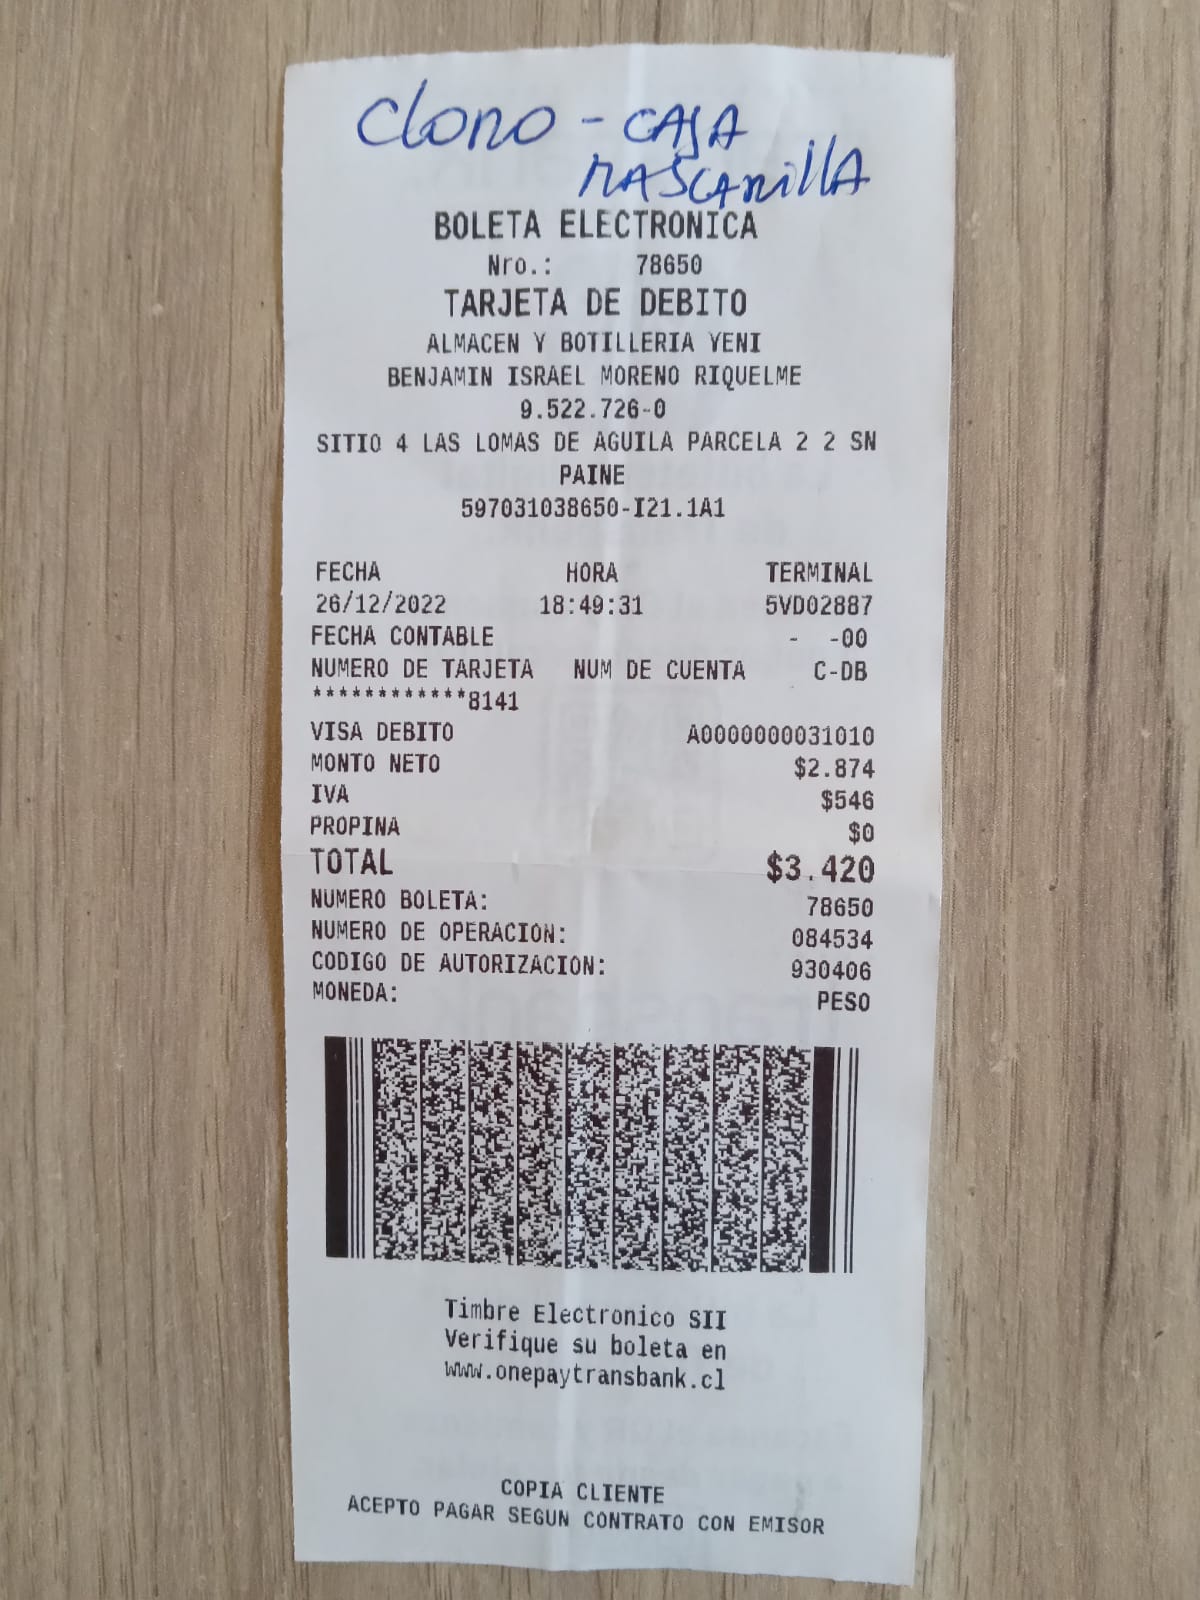 Cloro - CAJA
MASCARILLA
BOLETA ELECTRONICA
Nro.: 78650
TARJETA DE DEBITO
ALMACEN Y BOTILLERIA YENI
BENJAMIN ISRAEL MORENO RIQUELME
9.522.726-0
SITIO 4 LAS LOMAS DE AGUILA PARCELA 2 2 SN
PAINE
597031038650-I21.1A1
FECHA HORA TERMINAL
26/12/2022 18:49:31 5VD02887
FECHA CONTABLE - -00
NUMERO DE TARJETA NUM DE CUENTA C-DB
************8141
VISA DEBITO A0000000031010
MONTO NETO $2.874
IVA $546
PROPINA $0
TOTAL $3.420
NUMERO BOLETA: 78650
NUMERO DE OPERACION: 084534
CODIGO DE AUTORIZACION: 930406
MONEDA: PESO
Timbre Electronico SII
Verifique su boleta en
www.onepaytransbank.cl
COPIA CLIENTE
ACEPTO PAGAR SEGUN CONTRATO CON EMISOR